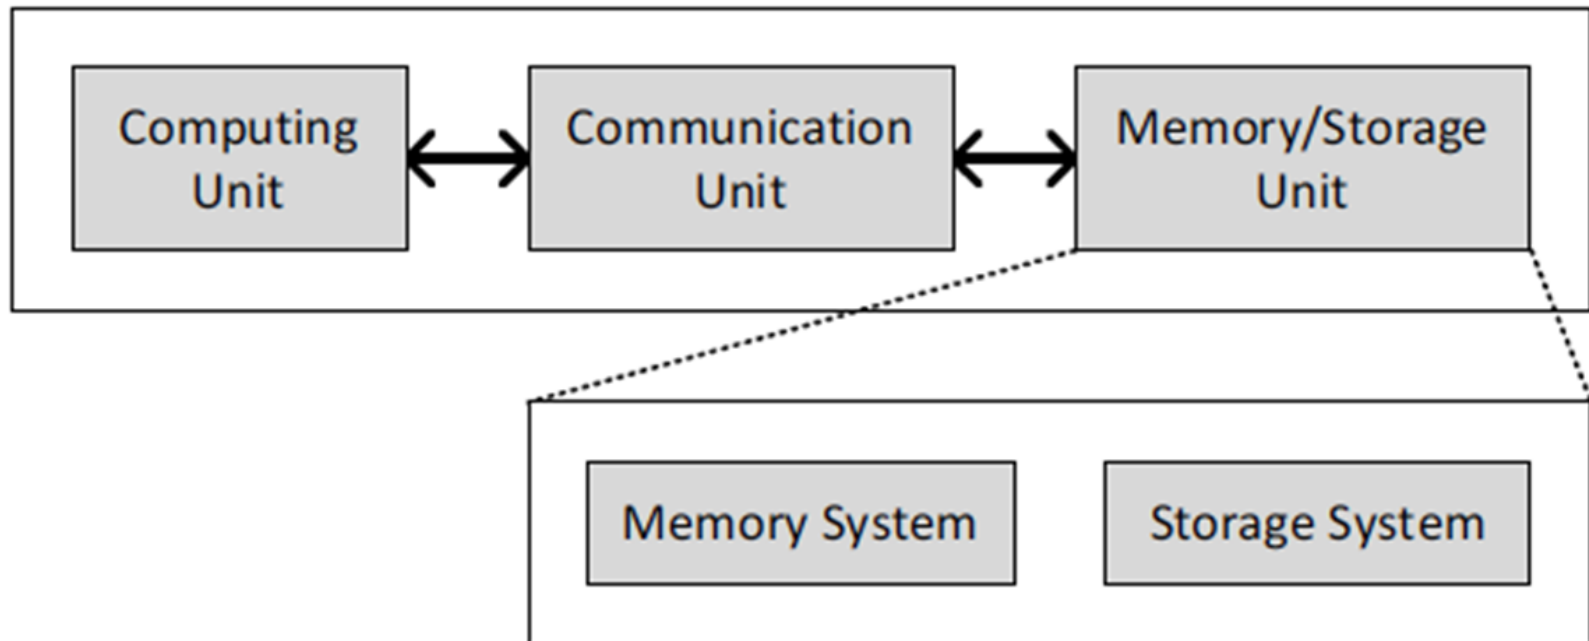 Computing
Unit
Communication
Unit
Memory/Storage
Unit
Memory System
Storage System